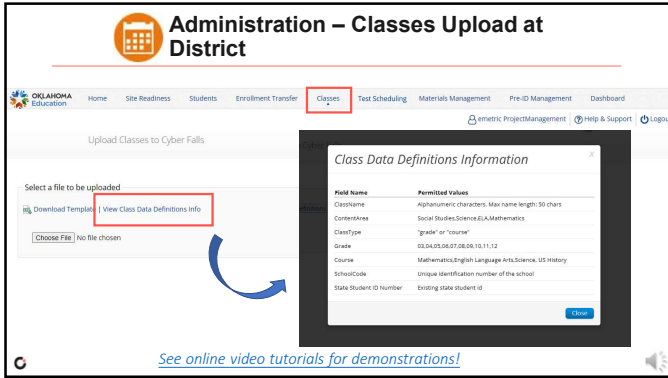 Administration – Classes Upload at
District
OKLAHOMA
Education
Home Site Readiness Students Enrollment Transfer Classes Test Scheduling Materials Management Pre-ID Management Dashboard
emetric ProjectManagement Help & Support Logou
Upload Classes to Cyber Falls
Select a file to be uploaded
Download Template | View Class Data Definitions Info
Choose File No file chosen
Class Data Definitions Information
x
Field Name Permitted Values
ClassName Alphanumeric characters. Max name length: 50 chars
ContentArea Social Studies,Science,ELA,Mathematics
ClassType "grade" or "course"
Grade 03,04,05,06,07,08,09,10,11,12
Course Mathematics,English Language Arts,Science, US History
SchoolCode Unique identification number of the school
State Student ID Number Existing state student id
Close
See online video tutorials for demonstrations!